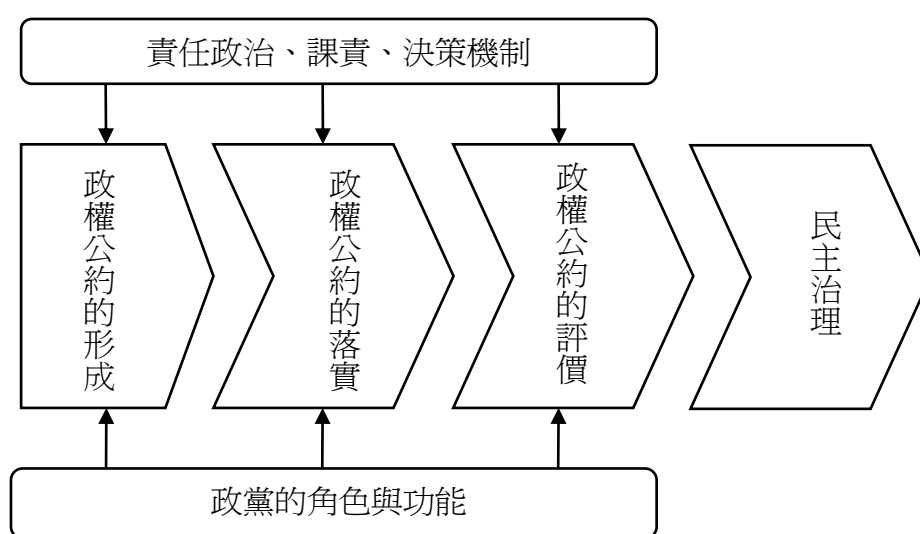 責任政治、課責、決策機制
政權公約的形成
政權公約的落實
政權公約的評價
民主治理
政黨的角色與功能